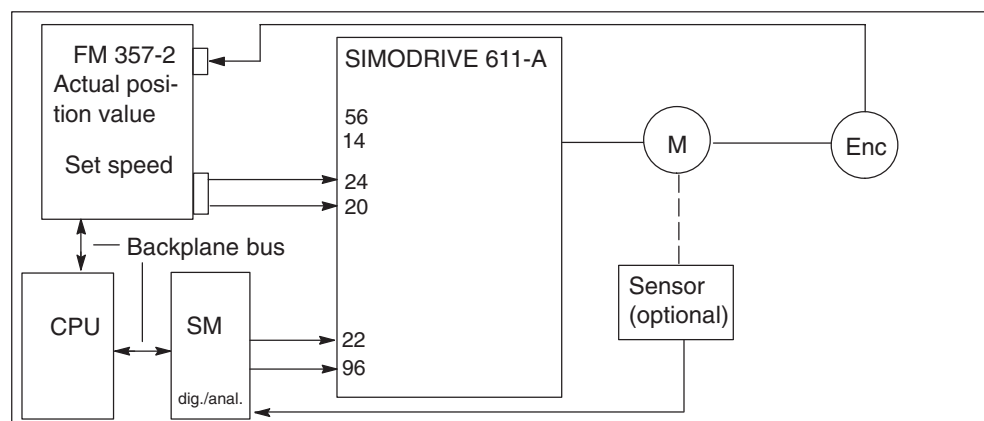 FM 357-2
Actual posi-
tion value
Set speed
SIMODRIVE 611-A
56
14
24
20
22
96
M
Enc
Backplane bus
CPU
SM
dig./anal.
Sensor
(optional)